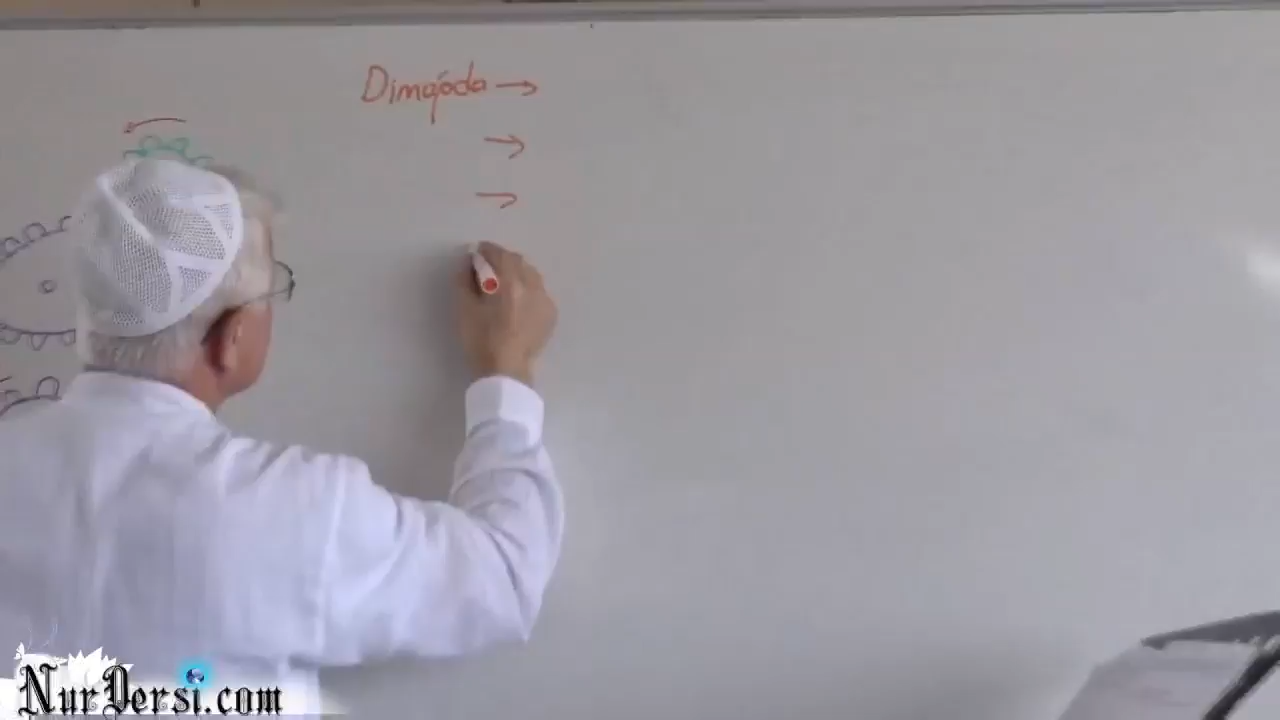 Dimağda →
→
→
NurDersi.com